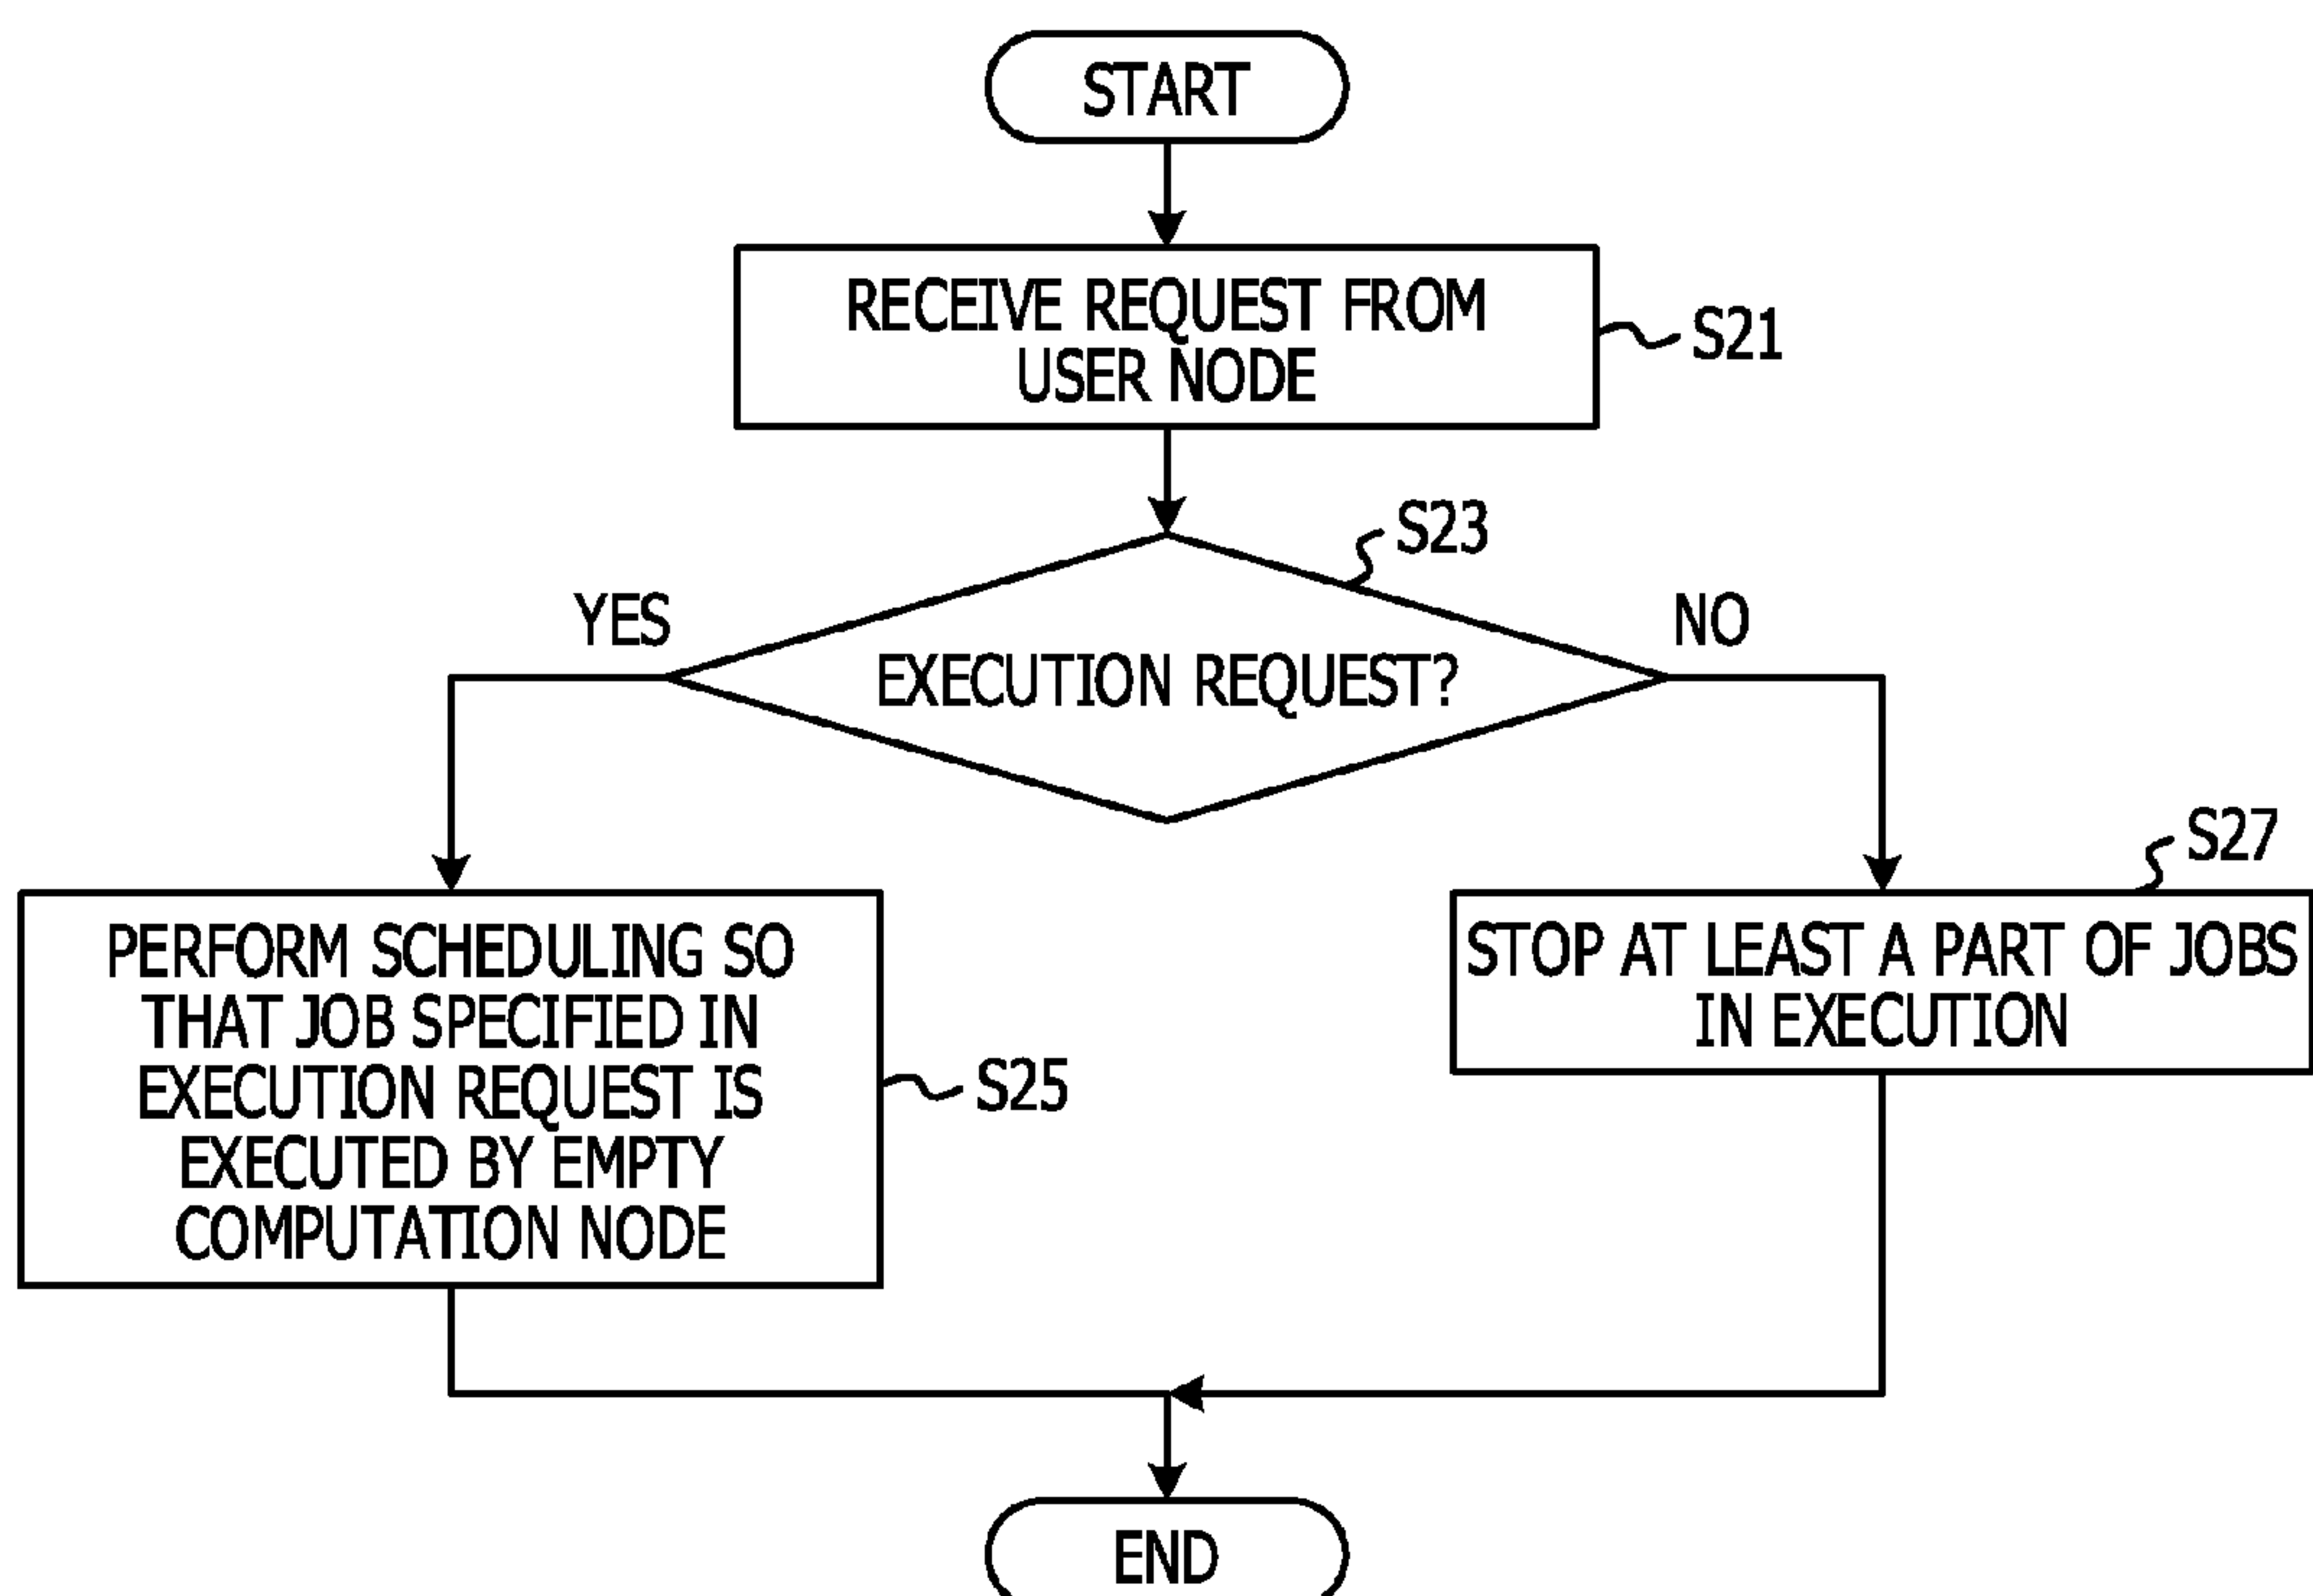 START
RECEIVE REQUEST FROM
USER NODE
S21
S23
YES
EXECUTION REQUEST?
NO
PERFORM SCHEDULING SO
THAT JOB SPECIFIED IN
EXECUTION REQUEST IS
EXECUTED BY EMPTY
COMPUTATION NODE
S25
S27
STOP AT LEAST A PART OF JOBS
IN EXECUTION
END